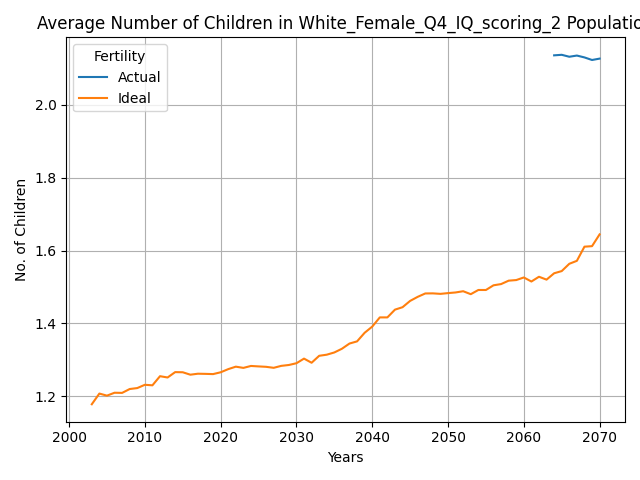 Average Number of Children in White_Female_Q4_IQ_scoring_2 Populatio
Fertility
Actual
Ideal
No. of Children
2.0
1.8
1.6
1.4
1.2
2000 2010 2020 2030 2040 2050 2060 2070
Years